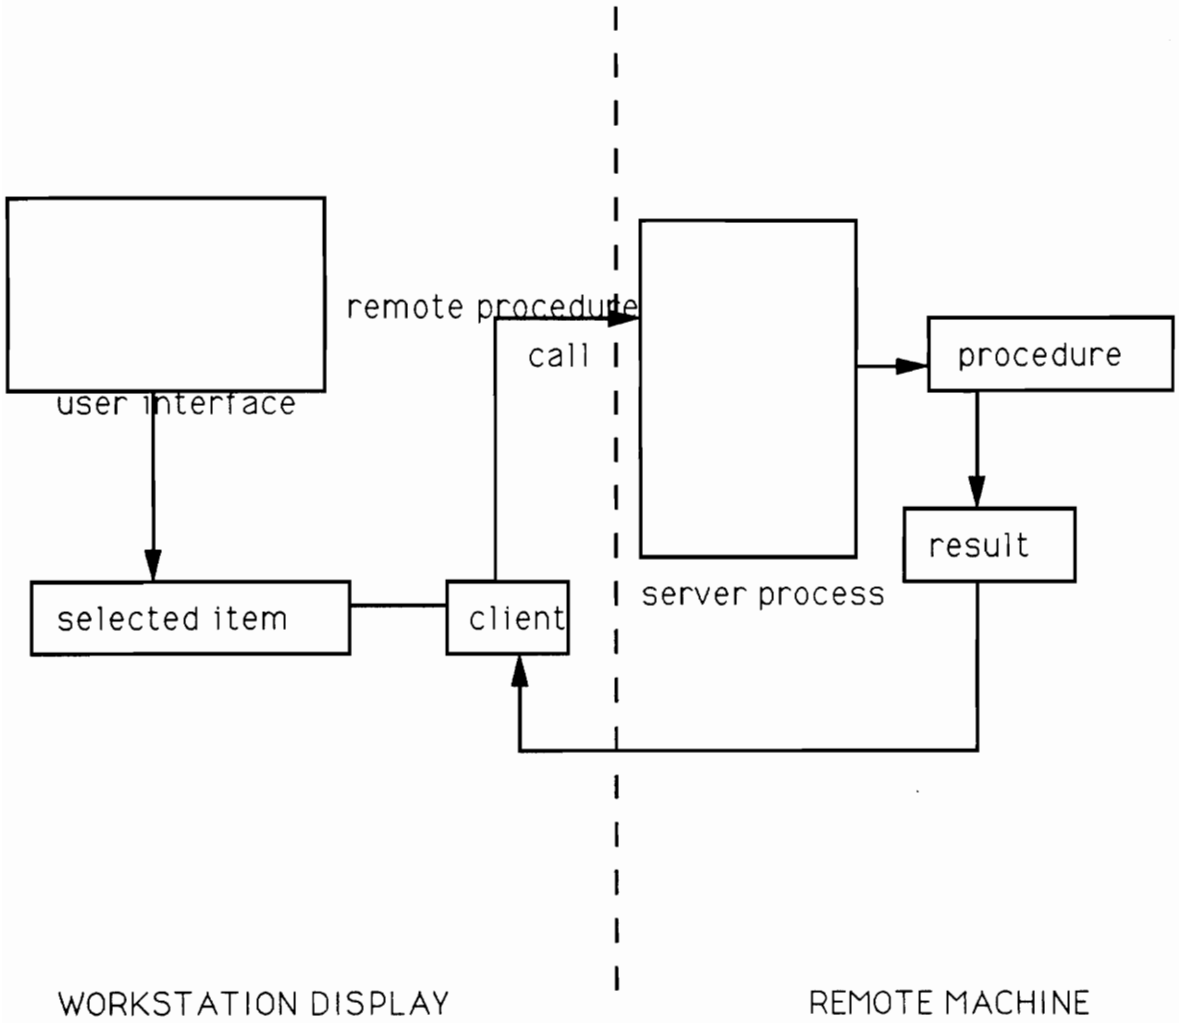 remote procedure
call
procedure
user interface
result
server process
selected item
client
WORKSTATION DISPLAY
REMOTE MACHINE